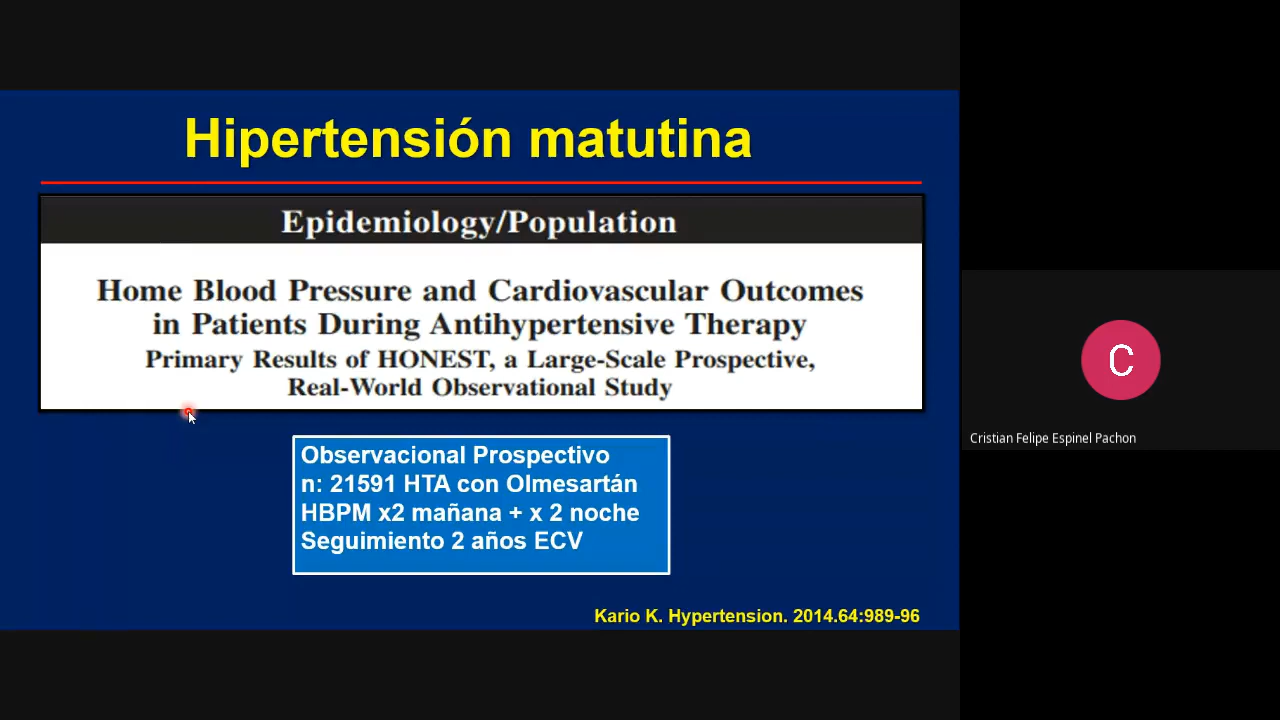 Hipertensión matutina
Epidemiology/Population
Home Blood Pressure and Cardiovascular Outcomes
in Patients During Antihypertensive Therapy
Primary Results of HONEST, a Large-Scale Prospective,
Real-World Observational Study
Observacional Prospectivo
n: 21591 HTA con Olmesartán
HBPM x2 mañana + x 2 noche
Seguimiento 2 años ECV
Kario K. Hypertension. 2014.64:989-96
C
Cristian Felipe Espinel Pachon